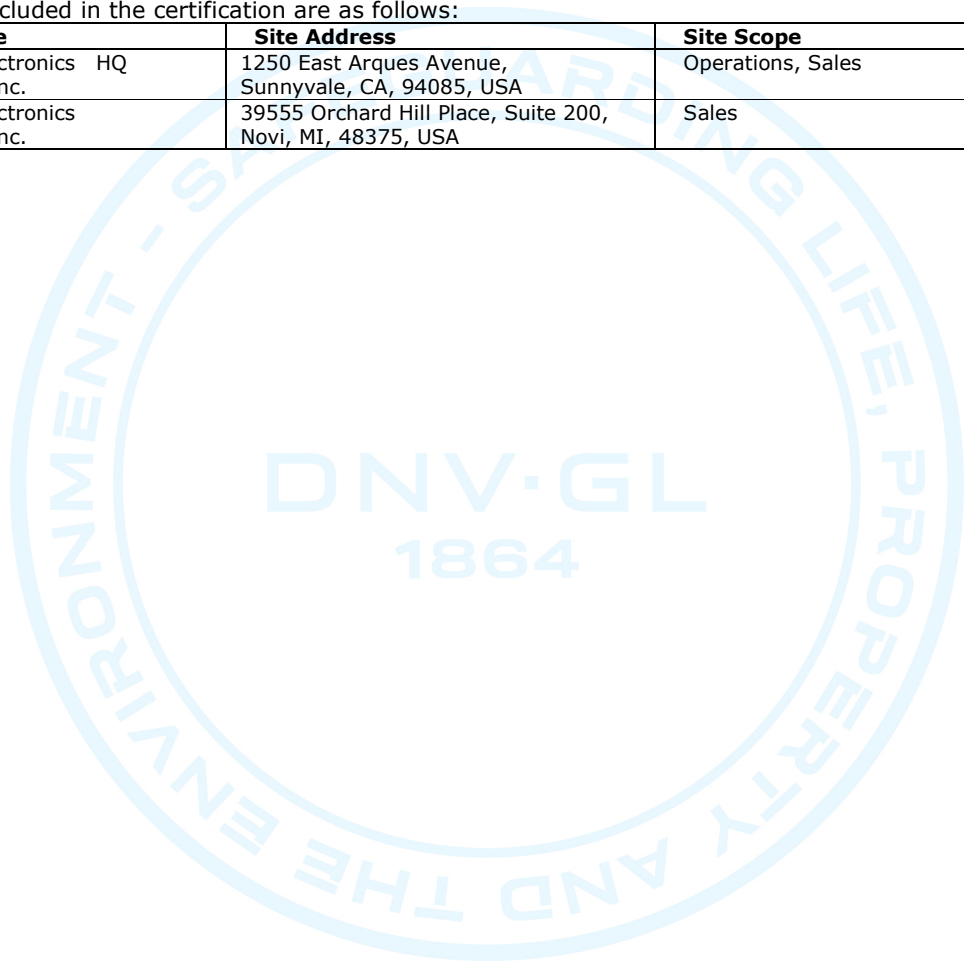 cluded in the certification are as follows:
e Site Address Site Scope
ctronics HQ 1250 East Arques Avenue, Operations, Sales
nc. Sunnyvale, CA, 94085, USA
ctronics 39555 Orchard Hill Place, Suite 200, Sales
nc. Novi, MI, 48375, USA
SAFEGUARDING LIFE, PROPERTY AND THE ENVIRONMENT -
DNV·GL
1864